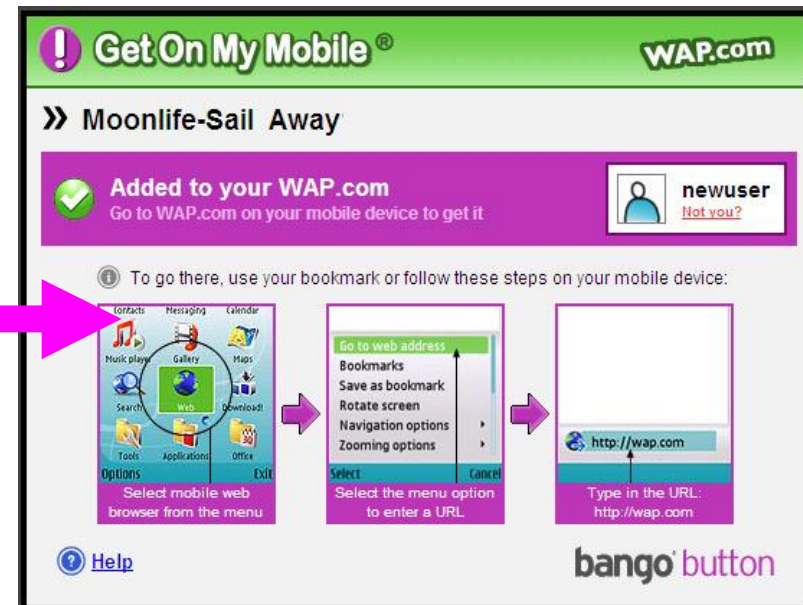 Get On My Mobile ®
WAP.com
» Moonlife-Sail Away
Added to your WAP.com
Go to WAP.com on your mobile device to get it
newuser
Not you?
To go there, use your bookmark or follow these steps on your mobile device:
Contacts Messaging Calendar
Music player Gallery Maps
Search Web Download!
Tools Applications Office
Options Exit
Select mobile web
browser from the menu
Go to web address
Bookmarks
Save as bookmark
Rotate screen
Navigation options
Zooming options
Select Cancel
Select the menu option
to enter a URL
http://wap.com
Type in the URL:
http://wap.com
Help
bango button